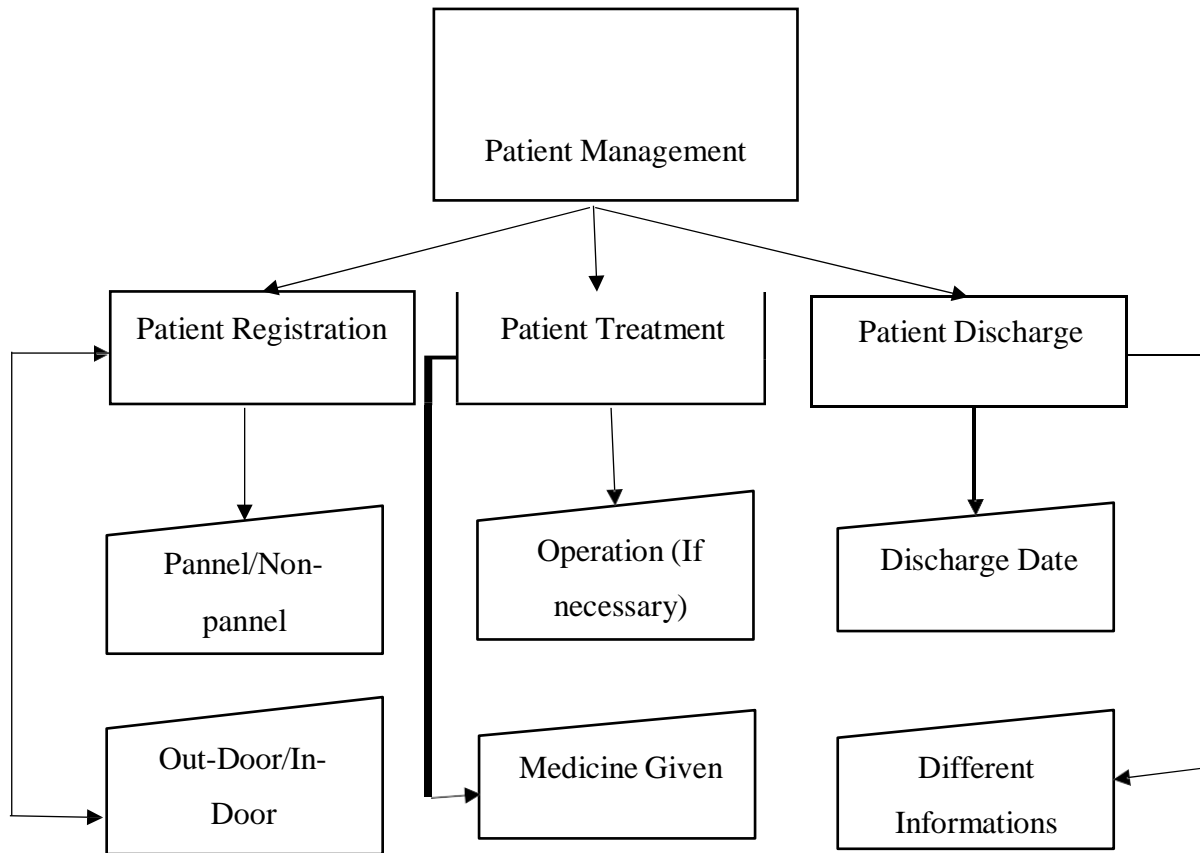 Patient Management
Patient Registration
Patient Treatment
Patient Discharge
Pannel/Non-
pannel
Operation (If
necessary)
Discharge Date
Out-Door/In-
Door
Medicine Given
Different
Informations